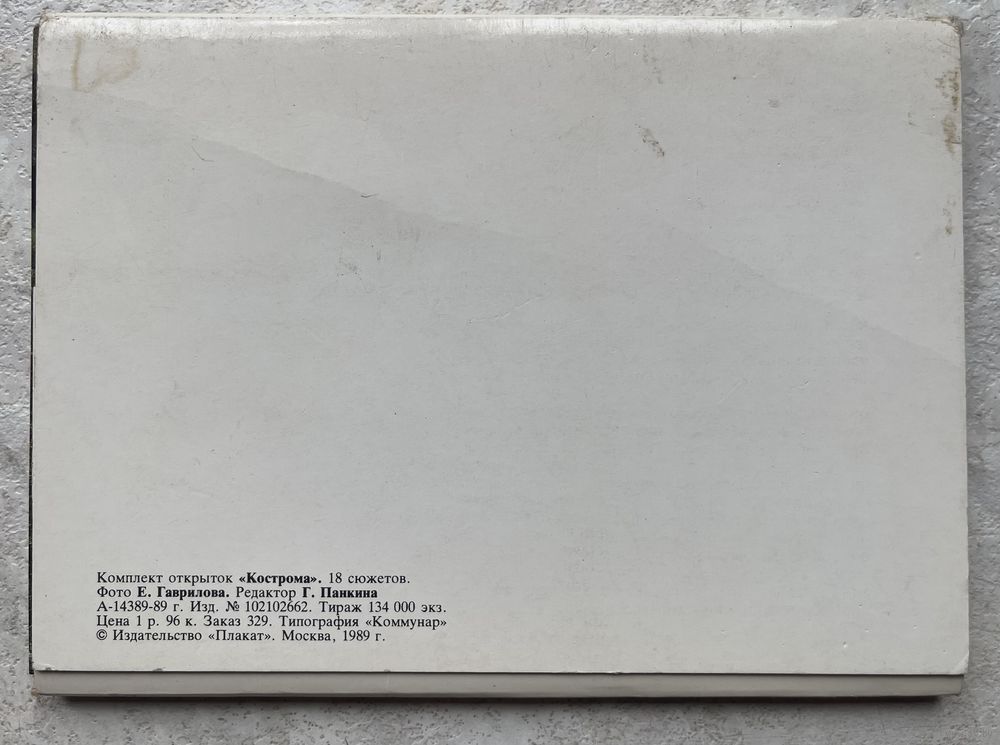 Комплект открыток «Кострома». 18 сюжетов.
Фото Е. Гаврилова. Редактор Г. Панкина
А-14389-89 г. Изд. № 102102662. Тираж 134 000 экз.
Цена 1 р. 96 к. Заказ 329. Типография «Коммунар»
© Издательство «Плакат». Москва, 1989 г.